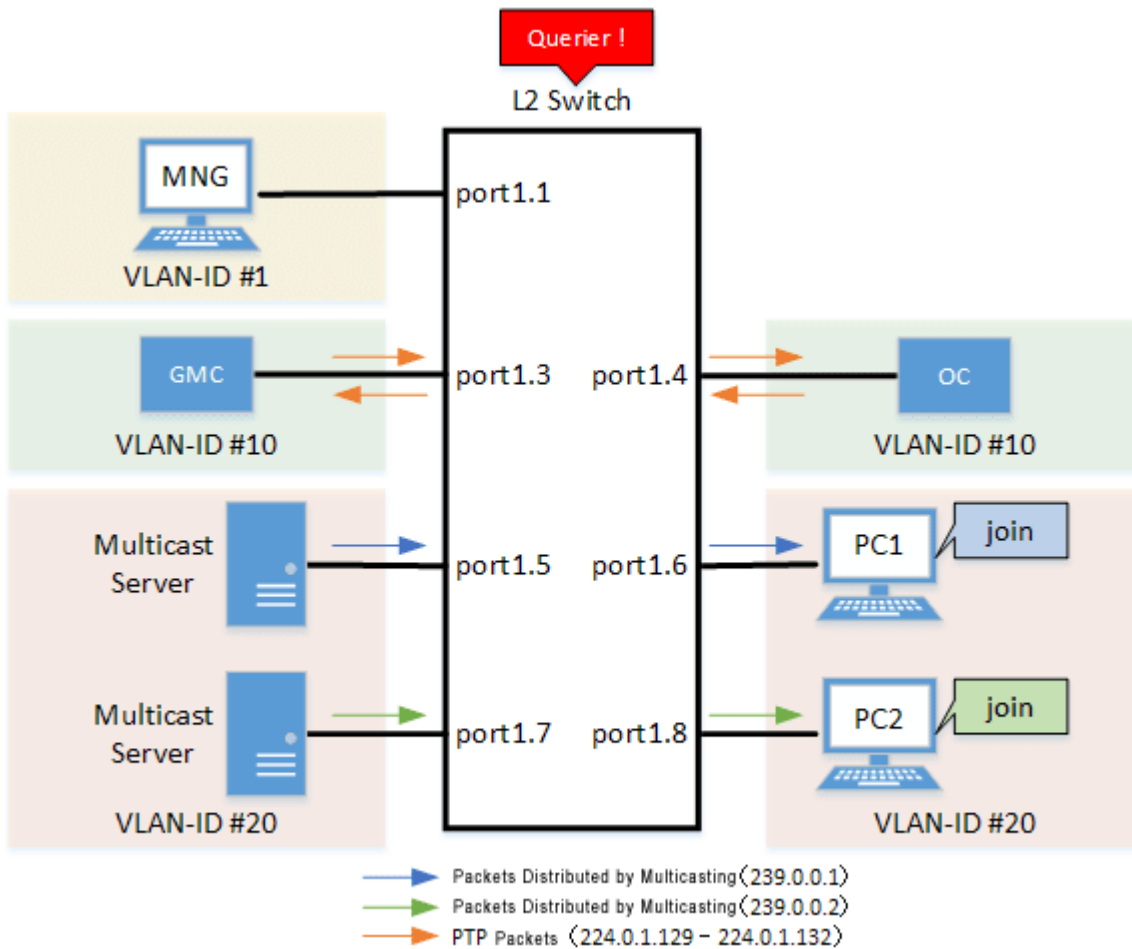 Querier !
L2 Switch
MNG
port1.1
VLAN-ID #1
GMC
port1.3
port1.4
OC
VLAN-ID #10
VLAN-ID #10
Multicast
Server
port1.5
port1.6
PC1
join
Multicast
Server
port1.7
port1.8
PC2
join
VLAN-ID #20
VLAN-ID #20
Packets Distributed by Multicasting(239.0.0.1)
Packets Distributed by Multicasting(239.0.0.2)
PTP Packets (224.0.1.129 – 224.0.1.132)